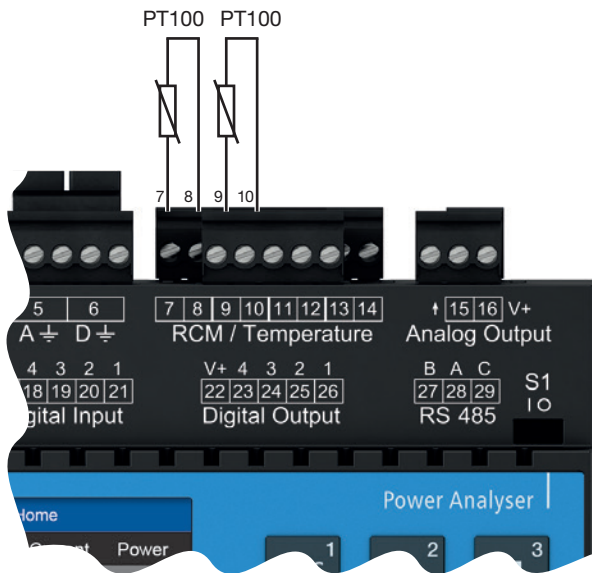 PT100 PT100
7 8 9 10
5 6
A D
7 8 9 10 11 12 13 14
RCM / Temperature
15 16 V+
Analog Output
4 3 2 1
18 19 20 21
gital Input
V+ 4 3 2 1
22 23 24 25 26
Digital Output
B A C
27 28 29
RS 485
S1
I O
Power Analyser
Home
Power
1 2 3